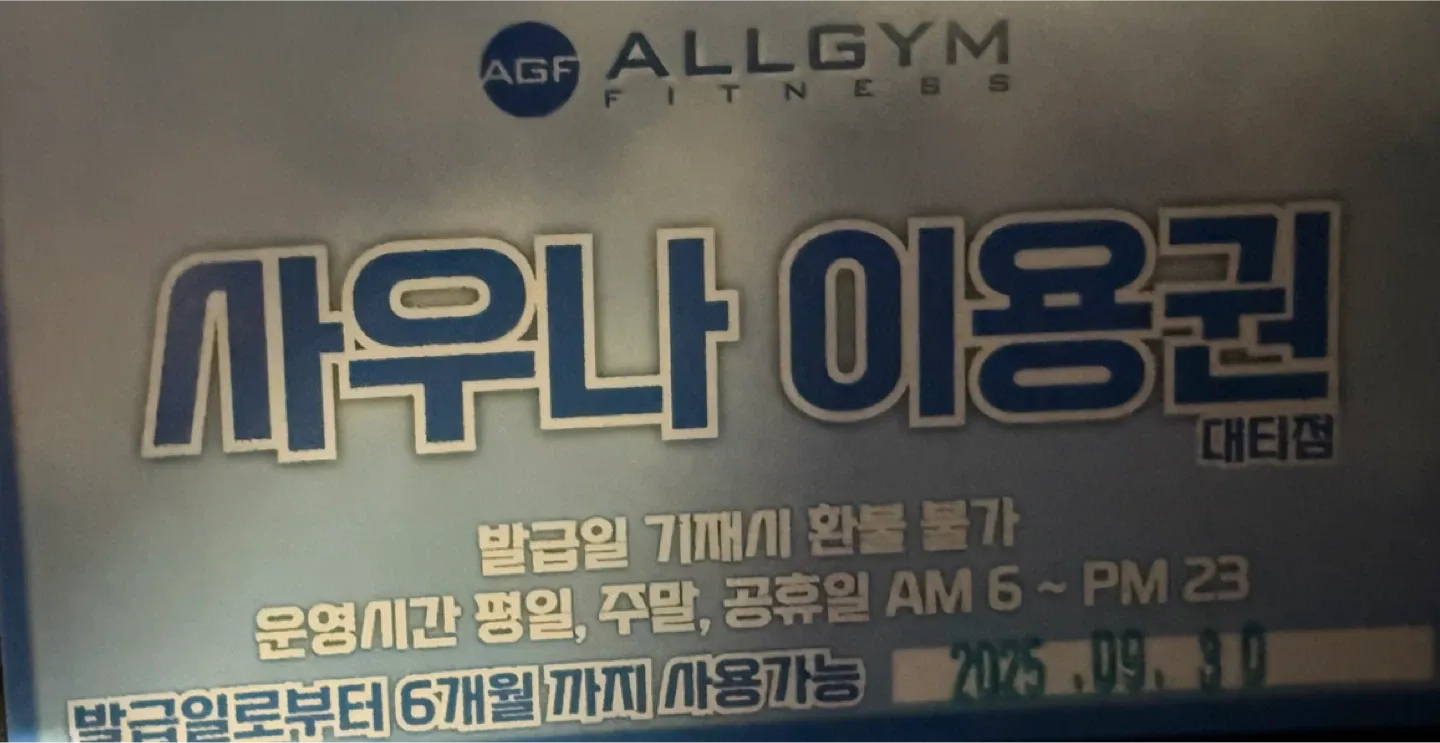 AGF ALLGYM
FITNESS
사우나 이용권
대티점
발급일 기재시 환불 불가
운영시간 평일, 주말, 공휴일 AM 6 ~ PM 23
발급일로부터 6개월 까지 사용가능 2025 .09. 30